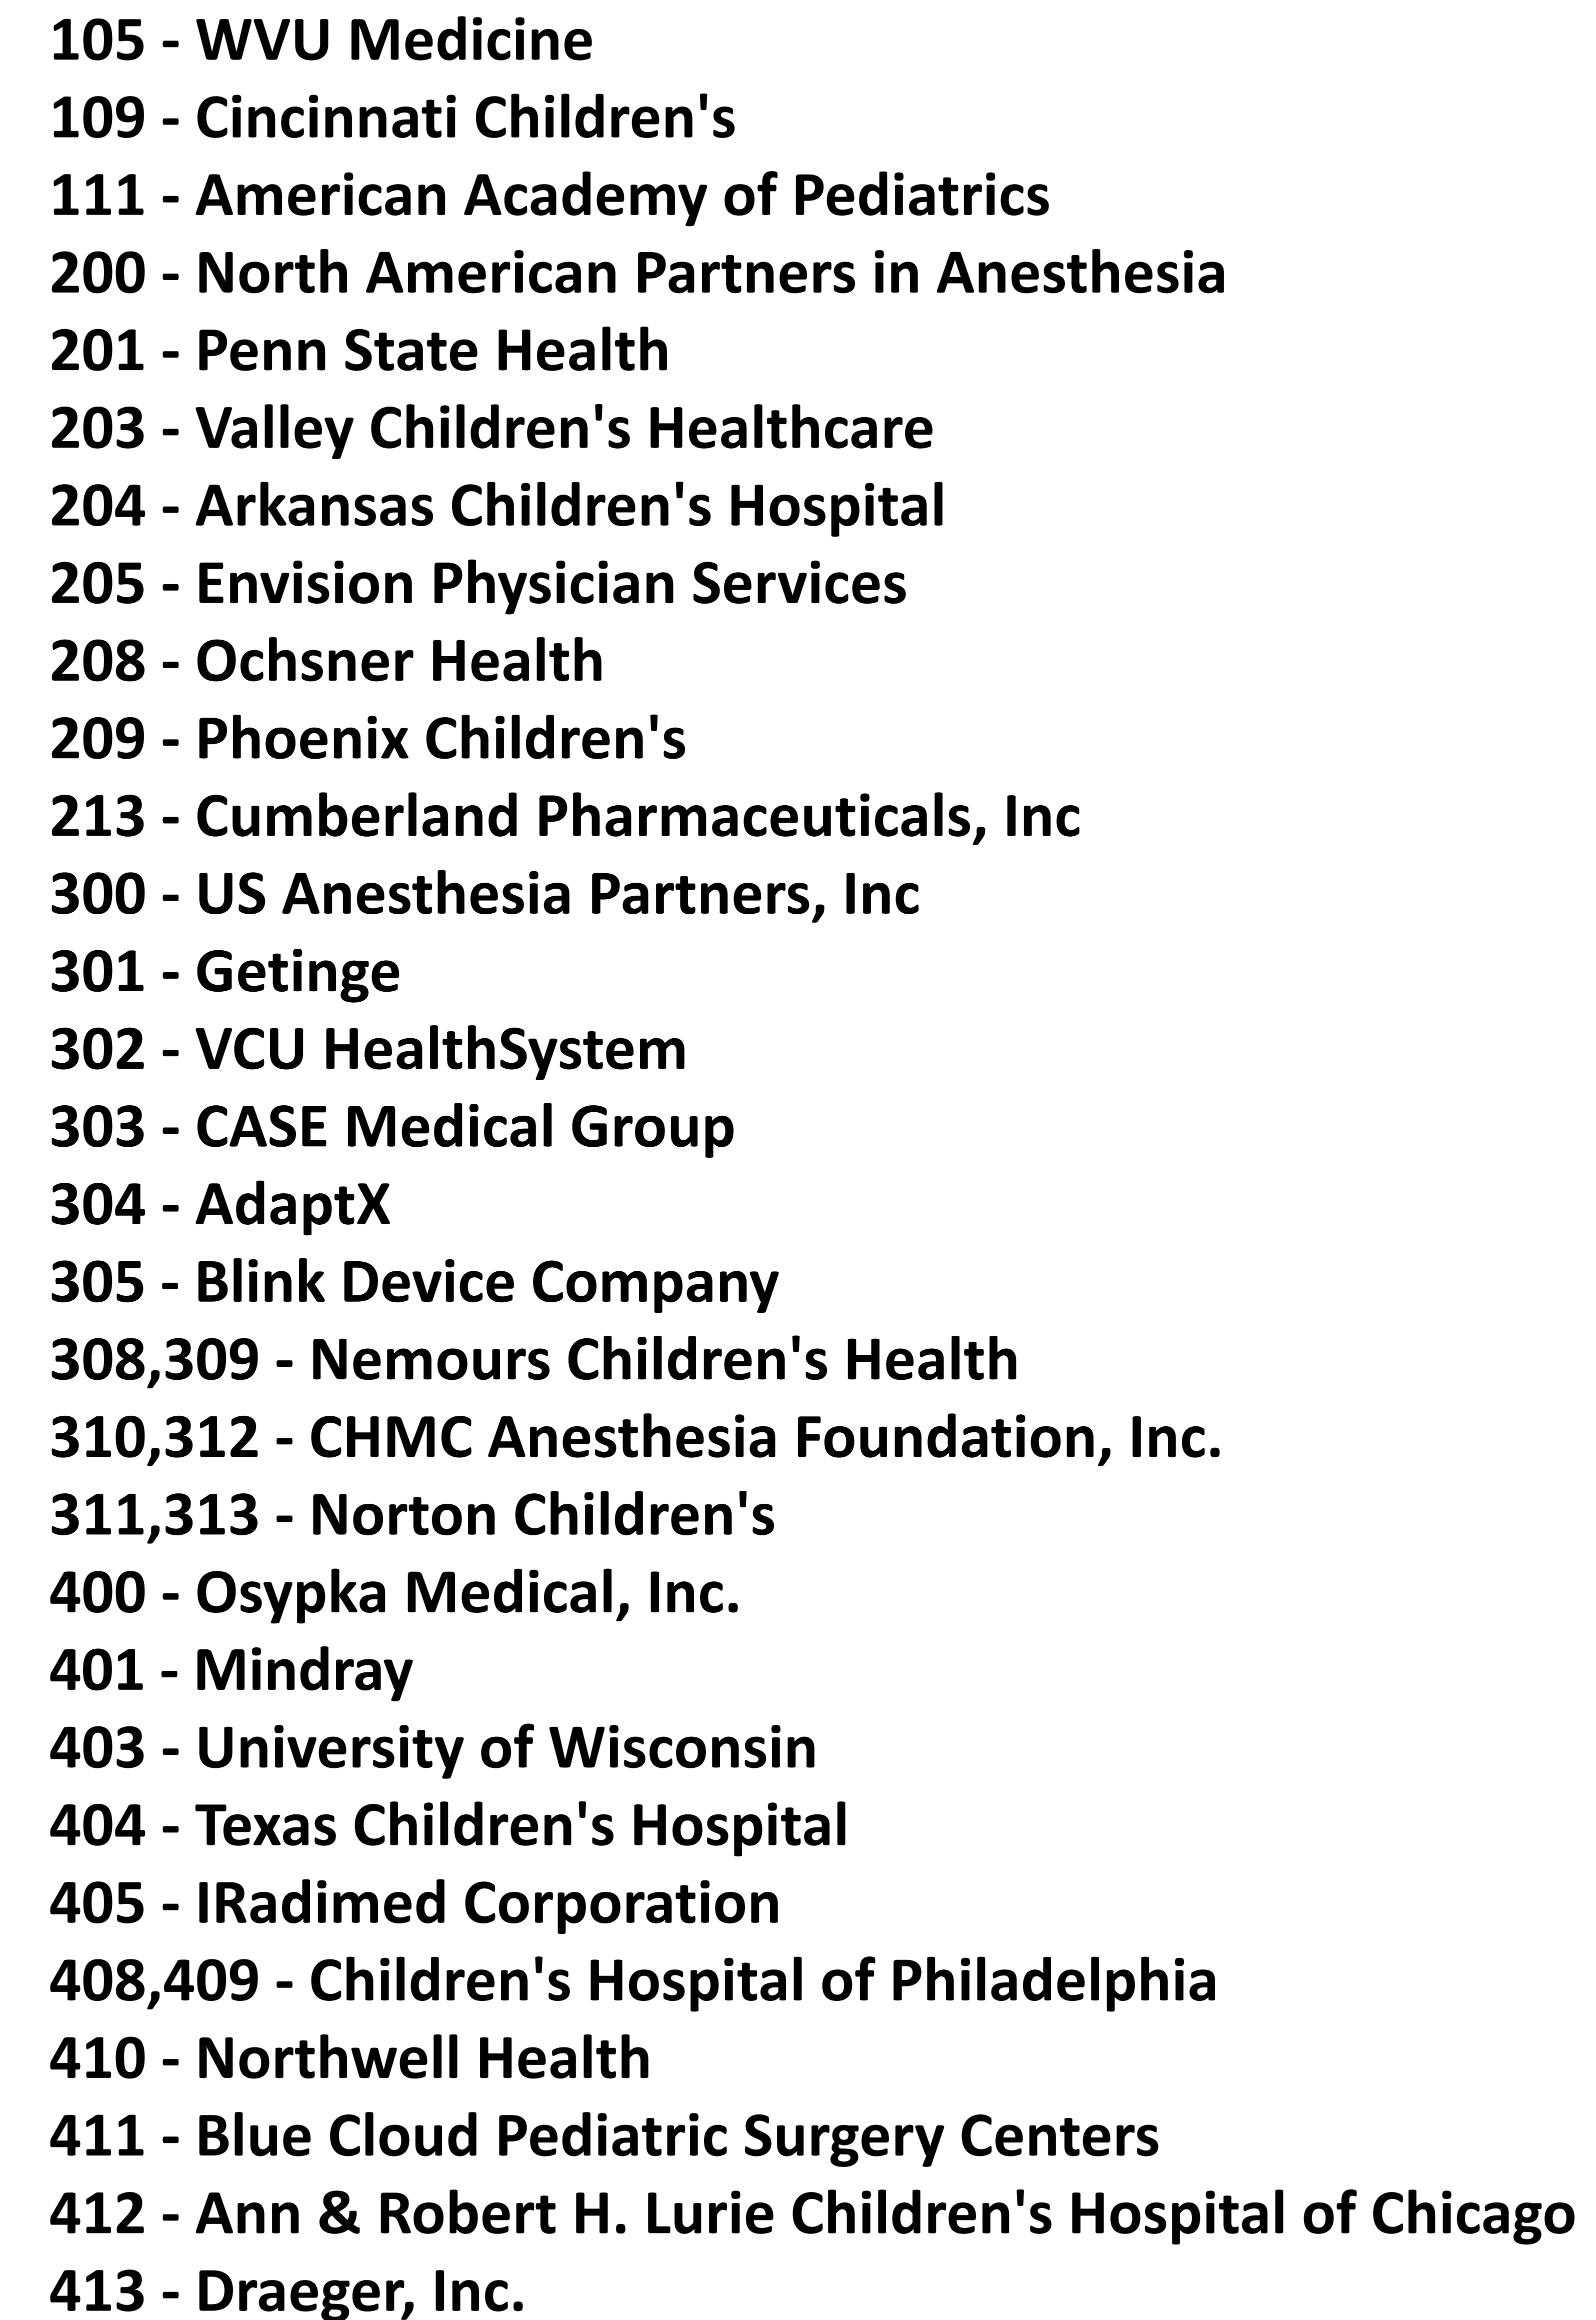 105 - WVU Medicine
109 - Cincinnati Children's
111 - American Academy of Pediatrics
200 - North American Partners in Anesthesia
201 - Penn State Health
203 - Valley Children's Healthcare
204 - Arkansas Children's Hospital
205 - Envision Physician Services
208 - Ochsner Health
209 - Phoenix Children's
213 - Cumberland Pharmaceuticals, Inc
300 - US Anesthesia Partners, Inc
301 - Getinge
302 - VCU HealthSystem
303 - CASE Medical Group
304 - AdaptX
305 - Blink Device Company
308,309 - Nemours Children's Health
310,312 - CHMC Anesthesia Foundation, Inc.
311,313 - Norton Children's
400 - Osypka Medical, Inc.
401 - Mindray
403 - University of Wisconsin
404 - Texas Children's Hospital
405 - IRadimed Corporation
408,409 - Children's Hospital of Philadelphia
410 - Northwell Health
411 - Blue Cloud Pediatric Surgery Centers
412 - Ann & Robert H. Lurie Children's Hospital of Chicago
413 - Draeger, Inc.